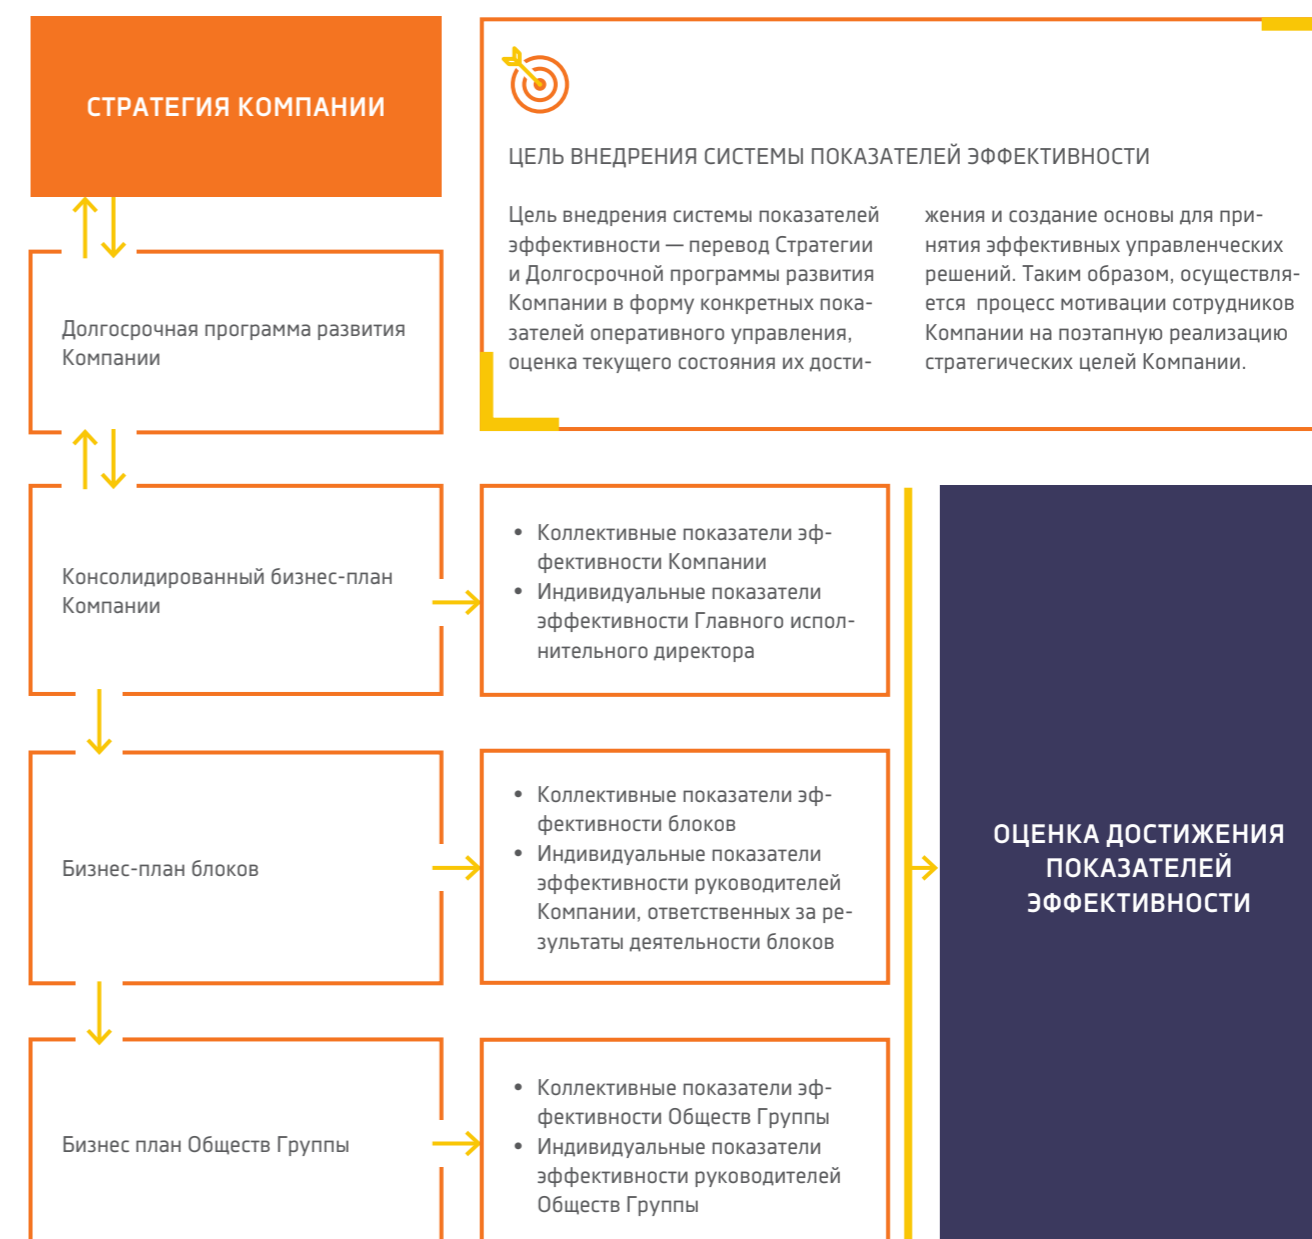 СТРАТЕГИЯ КОМПАНИИ
ЦЕЛЬ ВНЕДРЕНИЯ СИСТЕМЫ ПОКАЗАТЕЛЕЙ ЭФФЕКТИВНОСТИ
Цель внедрения системы показателей
эффективности — перевод Стратегии
и Долгосрочной программы развития
Компании в форму конкретных пока-
зателей оперативного управления,
оценка текущего состояния их дости-
жения и создание основы для при-
нятия эффективных управленческих
решений. Таким образом, осуществля-
ется процесс мотивации сотрудников
Компании на поэтапную реализацию
стратегических целей Компании.
Долгосрочная программа развития
Компании
Консолидированный бизнес-план
Компании
• Коллективные показатели эф-
фективности Компании
• Индивидуальные показатели
эффективности Главного испол-
нительного директора
Бизнес-план блоков
• Коллективные показатели эф-
фективности блоков
• Индивидуальные показатели
эффективности руководителей
Компании, ответственных за ре-
зультаты деятельности блоков
Бизнес план Обществ Группы
• Коллективные показатели эф-
фективности Обществ Группы
• Индивидуальные показатели
эффективности руководителей
Обществ Группы
ОЦЕНКА ДОСТИЖЕНИЯ
ПОКАЗАТЕЛЕЙ
ЭФФЕКТИВНОСТИ